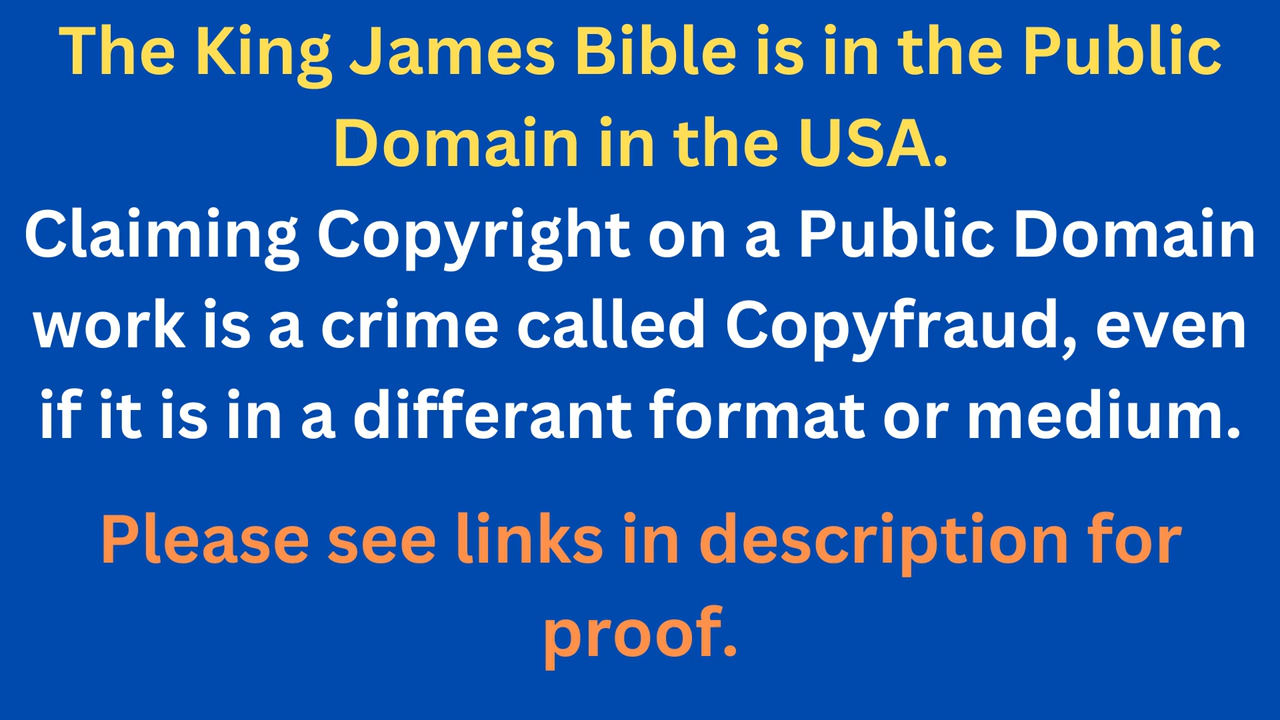 The King James Bible is in the Public
Domain in the USA.
Claiming Copyright on a Public Domain
work is a crime called Copyfraud, even
if it is in a differant format or medium.
Please see links in description for
proof.